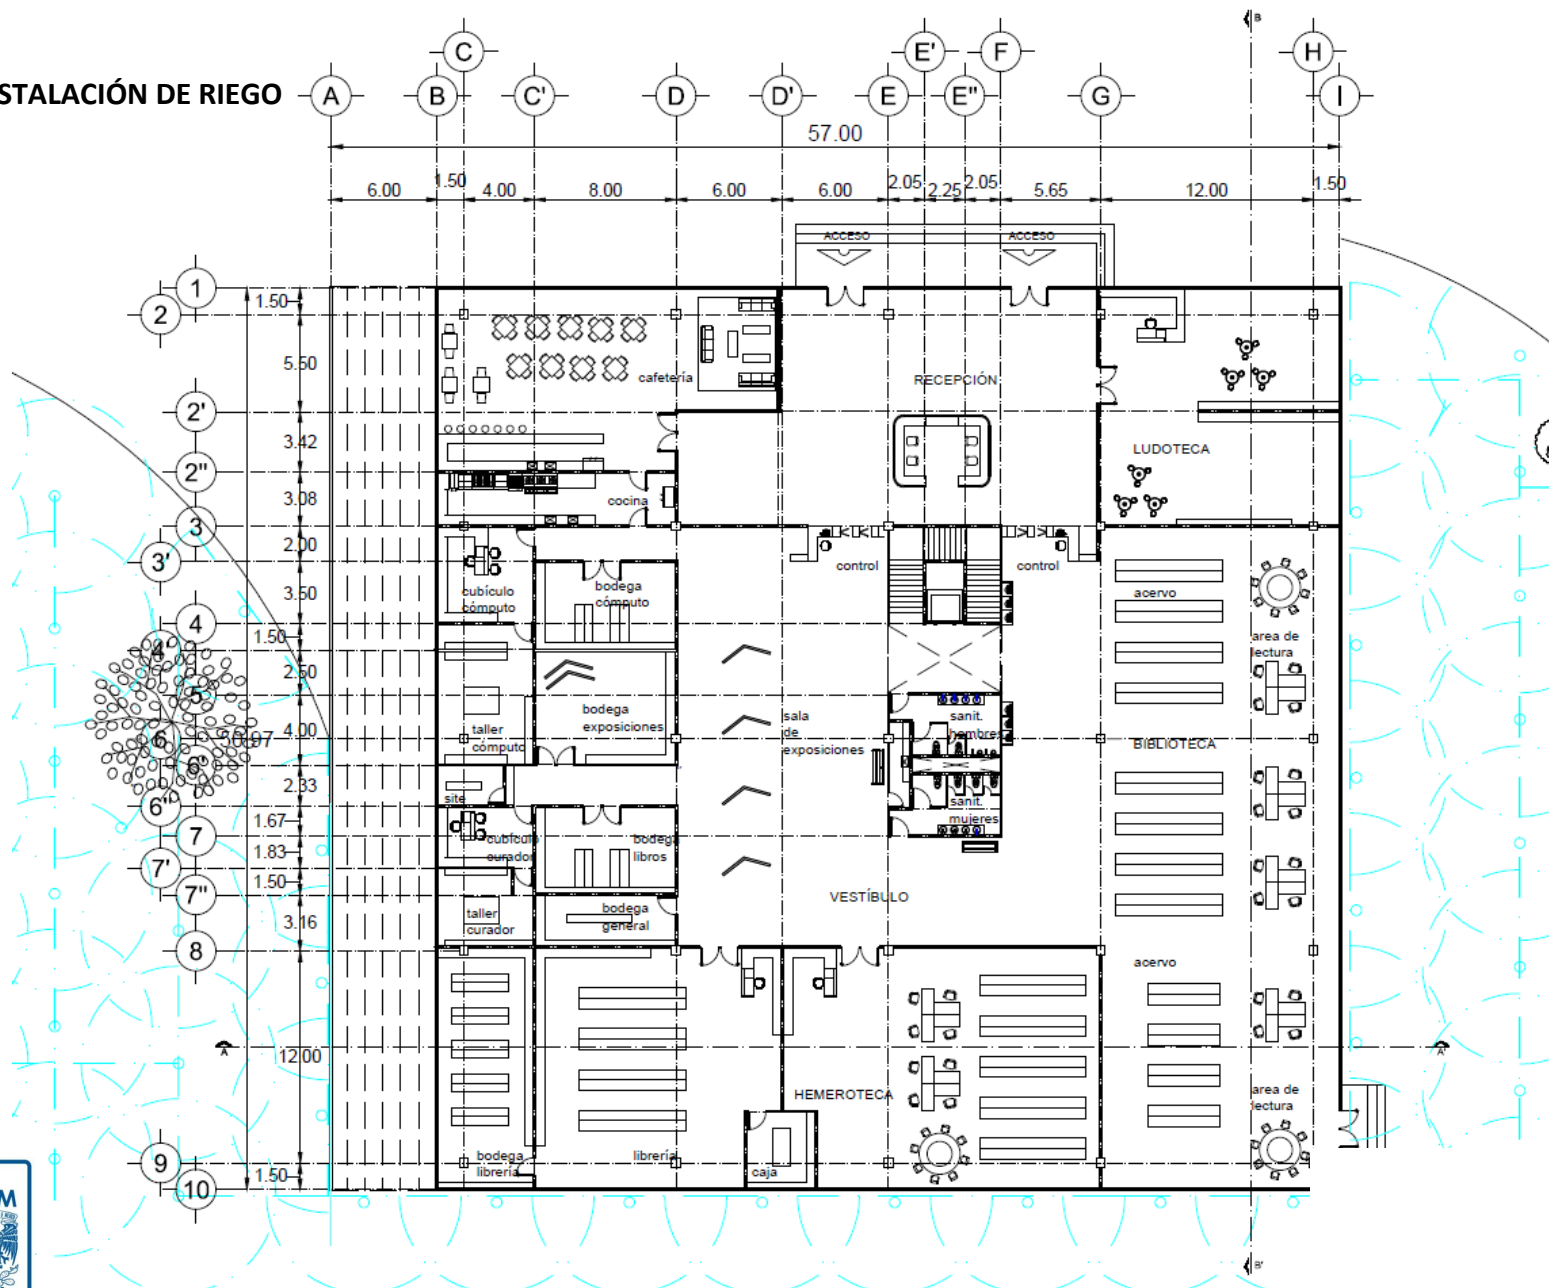 STALACIÓN DE RIEGO
C
E'
F
H
A
B
C'
D
D'
E
E''
G
I
B
57.00
6.00
1.50
4.00
8.00
6.00
6.00
2.05
2.25
2.05
5.65
12.00
1.50
ACCESO
ACCESO
1
1.50
2
5.50
cafetería
RECEPCIÓN
2'
3.42
LUDOTECA
2''
3.08
cocina
3
2.00
3'
control
control
3.50
cubículo
cómputo
bodega
cómputo
acervo
4
1.50
area de
lectura
4'
2.50
5
bodega
exposiciones
sala
de
exposiciones
sanit.
hombres
4.00
taller
cómputo
6
30.97
BIBLIOTECA
6'
2.33
site
sanit.
mujeres
6''
1.67
7
cubículo
curador
bodega
libros
1.83
7'
1.50
7''
VESTÍBULO
3.16
taller
curador
bodega
general
8
acervo
A
12.00
A'
HEMEROTECA
area de
lectura
9
bodega
librería
librería
caja
1.50
10
M
B'